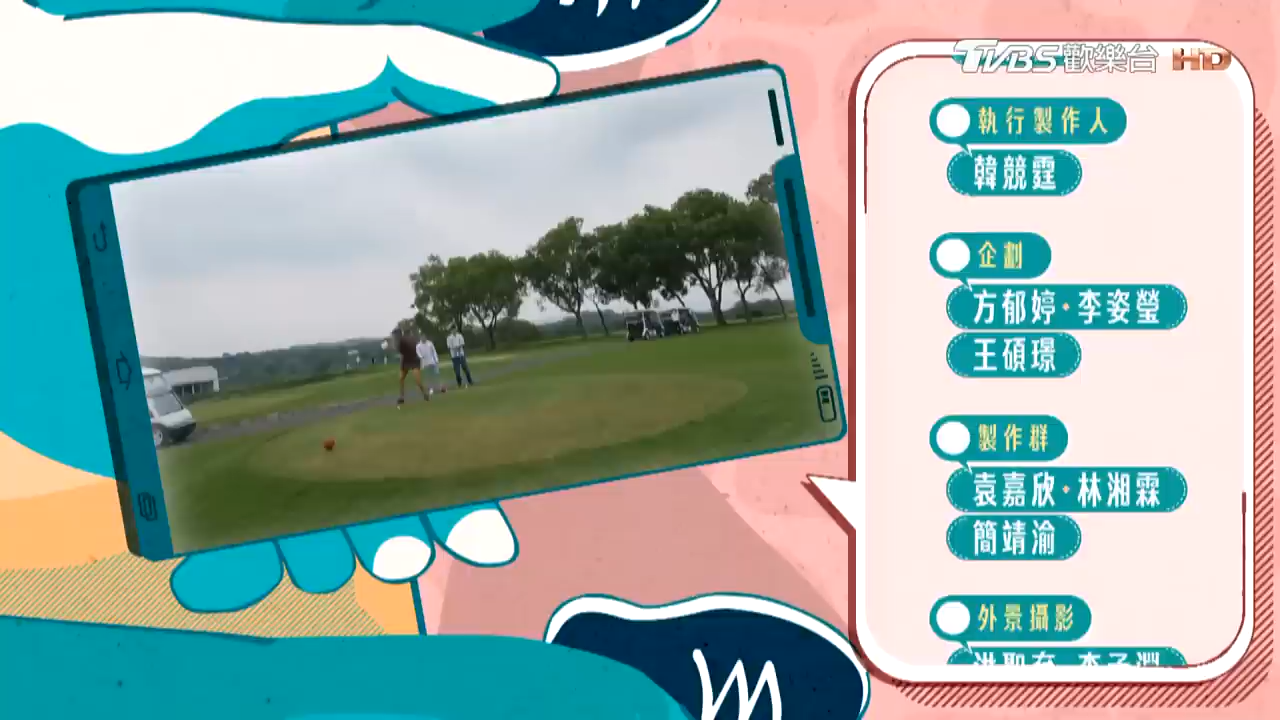 TVBS歡樂台 HD
執行製作人
韓競霆
企劃
方郁婷·李姿瑩
王碩璟
製作群
袁嘉欣·林湘霖
簡靖渝
外景攝影